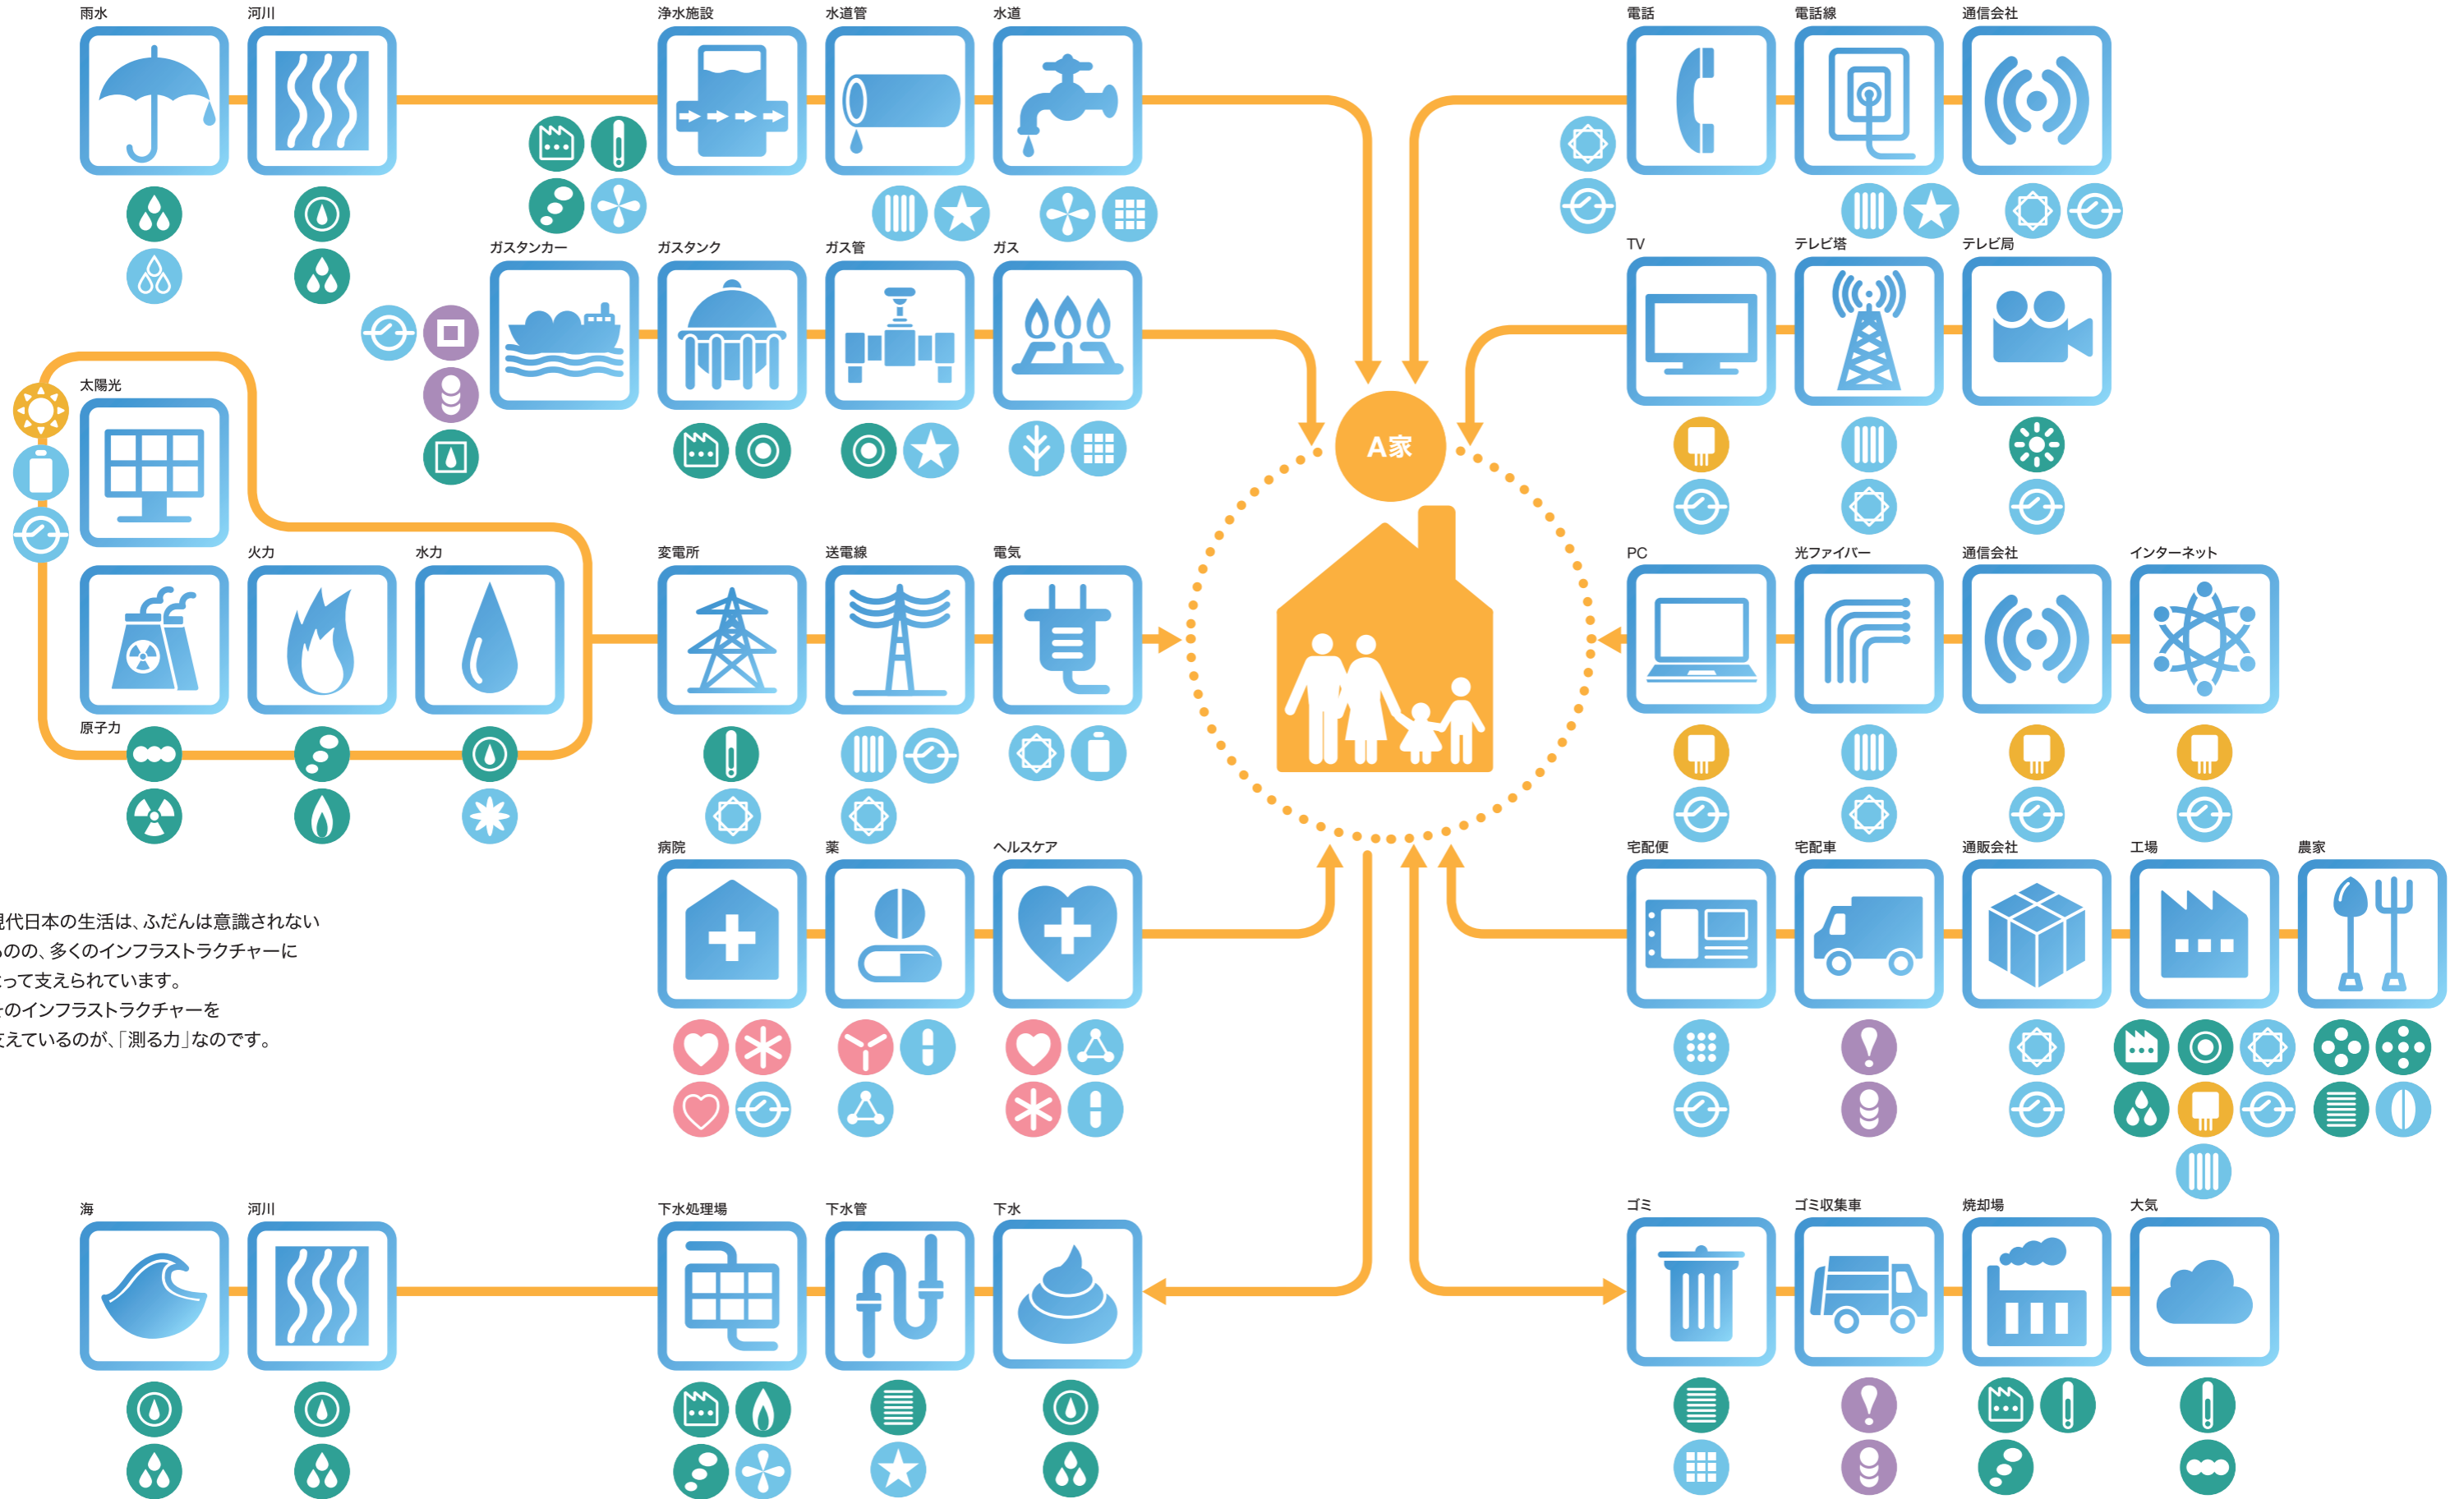 雨水
河川
浄水施設
水道管
水道
電話
電話線
通信会社
ガスタンカー
ガスタンク
ガス管
ガス
TV
テレビ塔
テレビ局
太陽光
A家
火力
水力
変電所
送電線
電気
PC
光ファイバー
通信会社
インターネット
原子力
病院
薬
ヘルスケア
宅配便
宅配車
通販会社
工場
農家
現代日本の生活は、ふだんは意識されない
ものの、多くのインフラストラクチャーに
よって支えられています。
そのインフラストラクチャーを
支えているのが、「測る力」なのです。
海
河川
下水処理場
下水管
下水
ゴミ
ゴミ収集車
焼却場
大気